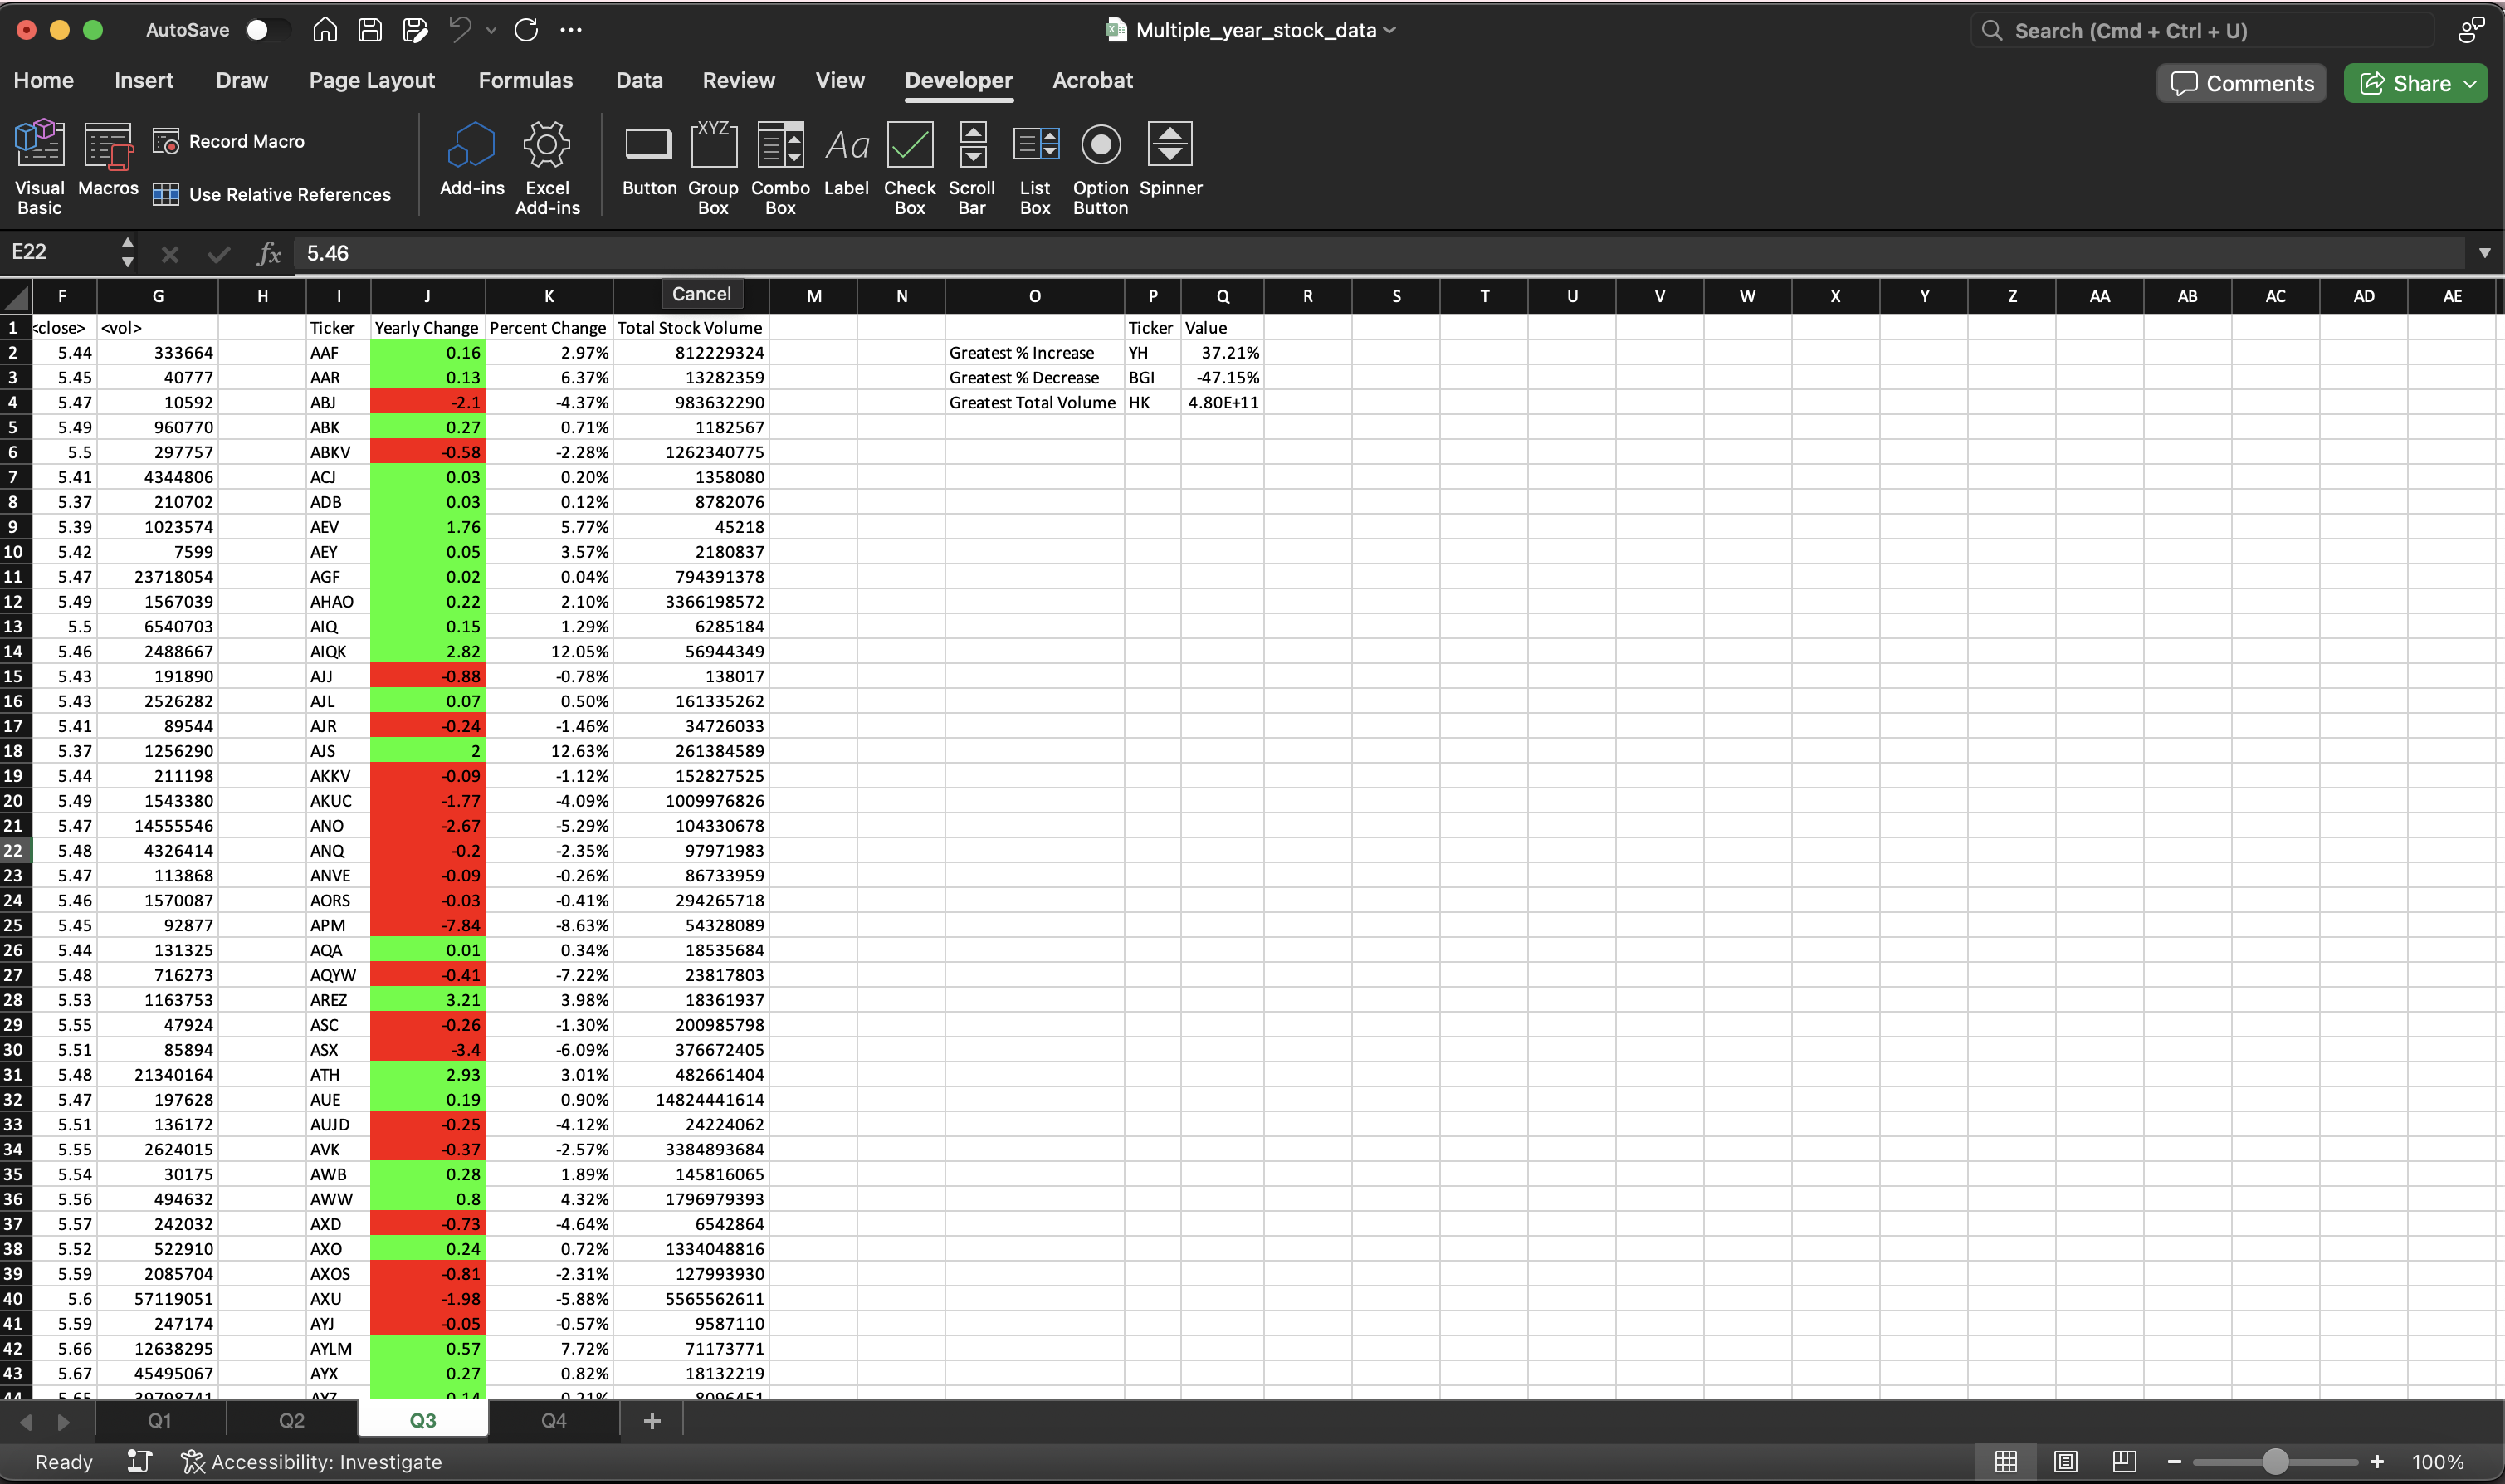 AutoSave Multiple_year_stock_data Search (Cmd + Ctrl + U)
Home Insert Draw Page Layout Formulas Data Review View Developer Acrobat Comments Share
Visual Basic Macros Record Macro Use Relative References Add-ins Excel Add-ins Button XYZ Group Box Combo Box Aa Label Check Box Scroll Bar List Box Option Button Spinner
E22 fx 5.46
Cancel
F G H I J K M N O P Q R S T U V W X Y Z AA AB AC AD AE
1 <close> <vol> Ticker Yearly Change Percent Change Total Stock Volume Ticker Value
2 5.44 333664 AAF 0.16 2.97% 812229324 Greatest % Increase YH 37.21%
3 5.45 40777 AAR 0.13 6.37% 13282359 Greatest % Decrease BGI -47.15%
4 5.47 10592 ABJ -2.1 -4.37% 983632290 Greatest Total Volume HK 4.80E+11
5 5.49 960770 ABK 0.27 0.71% 1182567
6 5.5 297757 ABKV -0.58 -2.28% 1262340775
7 5.41 4344806 ACJ 0.03 0.20% 1358080
8 5.37 210702 ADB 0.03 0.12% 8782076
9 5.39 1023574 AEV 1.76 5.77% 45218
10 5.42 7599 AEY 0.05 3.57% 2180837
11 5.47 23718054 AGF 0.02 0.04% 794391378
12 5.49 1567039 AHAO 0.22 2.10% 3366198572
13 5.5 6540703 AIQ 0.15 1.29% 6285184
14 5.46 2488667 AIQK 2.82 12.05% 56944349
15 5.43 191890 AJJ -0.88 -0.78% 138017
16 5.43 2526282 AJL 0.07 0.50% 161335262
17 5.41 89544 AJR -0.24 -1.46% 34726033
18 5.37 1256290 AJS 2 12.63% 261384589
19 5.44 211198 AKKV -0.09 -1.12% 152827525
20 5.49 1543380 AKUC -1.77 -4.09% 1009976826
21 5.47 14555546 ANO -2.67 -5.29% 104330678
22 5.48 4326414 ANQ -0.2 -2.35% 97971983
23 5.47 113868 ANVE -0.09 -0.26% 86733959
24 5.46 1570087 AORS -0.03 -0.41% 294265718
25 5.45 92877 APM -7.84 -8.63% 54328089
26 5.44 131325 AQA 0.01 0.34% 18535684
27 5.48 716273 AQYW -0.41 -7.22% 23817803
28 5.53 1163753 AREZ 3.21 3.98% 18361937
29 5.55 47924 ASC -0.26 -1.30% 200985798
30 5.51 85894 ASX -3.4 -6.09% 376672405
31 5.48 21340164 ATH 2.93 3.01% 482661404
32 5.47 197628 AUE 0.19 0.90% 14824441614
33 5.51 136172 AUJD -0.25 -4.12% 24224062
34 5.55 2624015 AVK -0.37 -2.57% 3384893684
35 5.54 30175 AWB 0.28 1.89% 145816065
36 5.56 494632 AWW 0.8 4.32% 1796979393
37 5.57 242032 AXD -0.73 -4.64% 6542864
38 5.52 522910 AXO 0.24 0.72% 1334048816
39 5.59 2085704 AXOS -0.81 -2.31% 127993930
40 5.6 57119051 AXU -1.98 -5.88% 5565562611
41 5.59 247174 AYJ -0.05 -0.57% 9587110
42 5.66 12638295 AYLM 0.57 7.72% 71173771
43 5.67 45495067 AYX 0.27 0.82% 18132219
44 5.65 39798741 AYZ 0.14 0.21% 8096451
Q1 Q2 Q3 Q4 +
Ready Accessibility: Investigate 100%